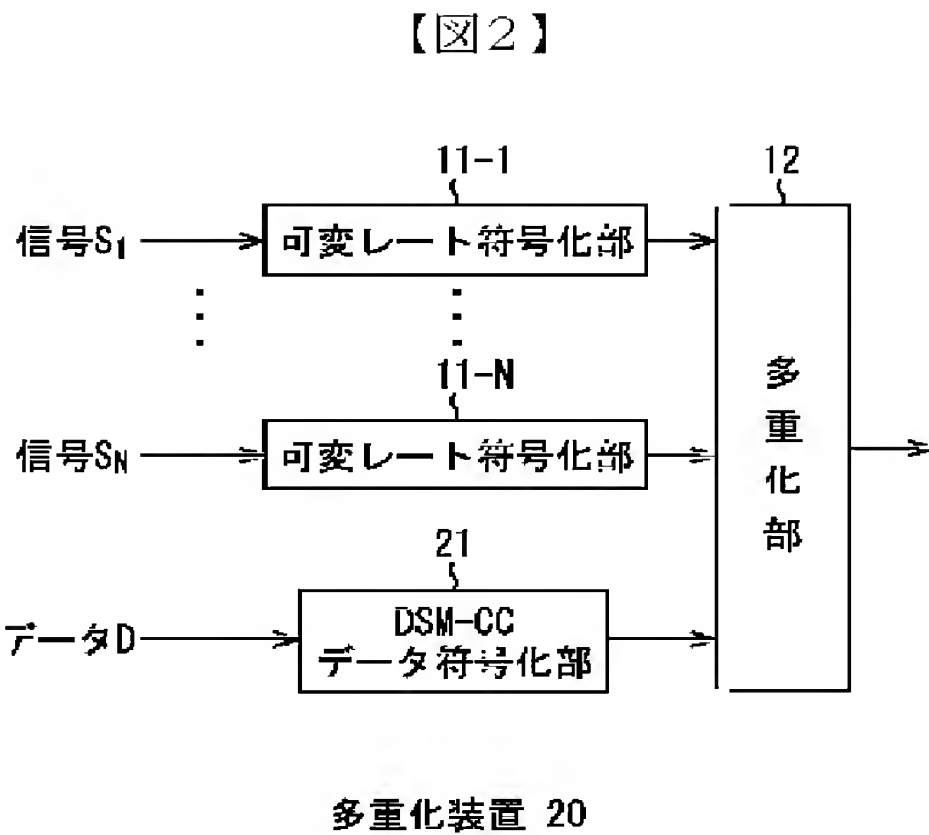 【図2】
11-1
12
信号S1
可変レート符号化部
11-N
信号SN
可変レート符号化部
多重化部
21
データD
DSM-CC
データ符号化部
多重化装置 20